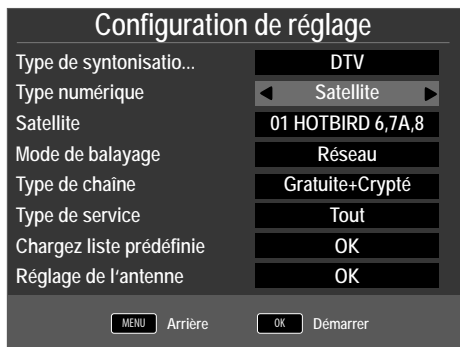 Configuration de réglage
Type de syntonisatio... DTV
Type numérique Satellite
Satellite 01 HOTBIRD 6,7A,8
Mode de balayage Réseau
Type de chaîne Gratuite+Crypté
Type de service Tout
Chargez liste prédéfinie OK
Réglage de l'antenne OK
MENU Arrière OK Démarrer